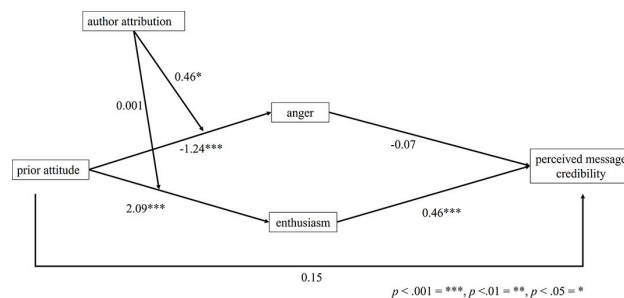 author attribution
0.46*
0.001
anger
-1.24***
-0.07
prior attitude
perceived message
credibility
2.09***
enthusiasm
0.46***
0.15
p < .001 = ***, p <.01 = **, p < .05 = *